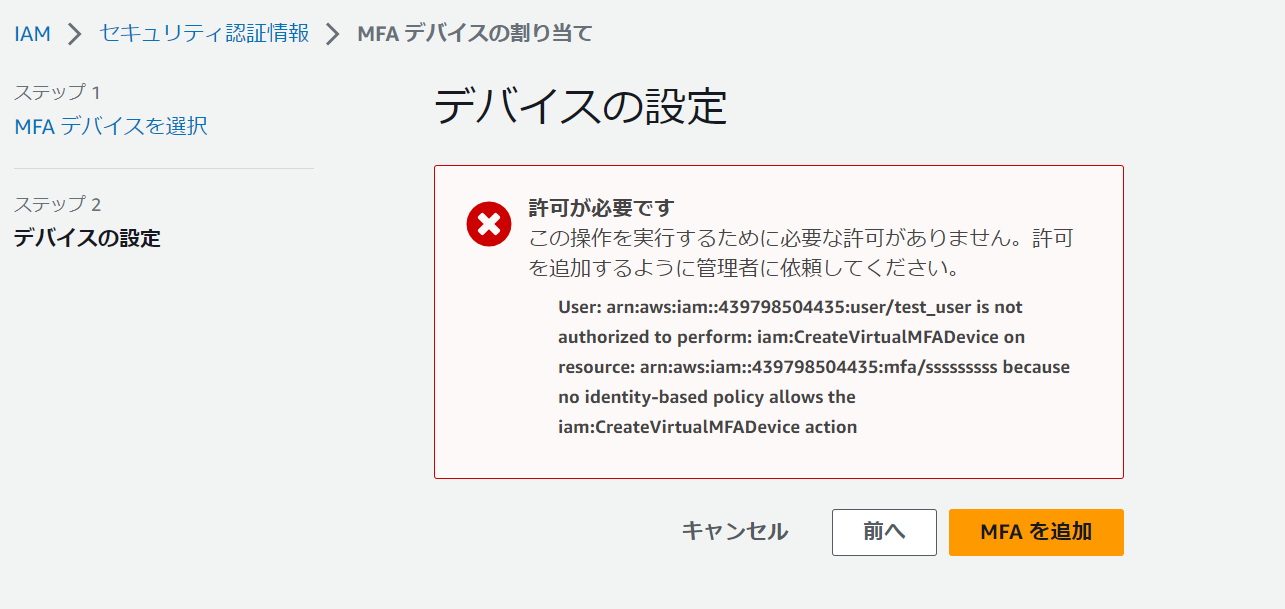 IAM > セキュリティ認証情報 > MFA デバイスの割り当て
ステップ 1
MFA デバイスを選択
ステップ 2
デバイスの設定
デバイスの設定
許可が必要です
この操作を実行するために必要な許可がありません。許可
を追加するように管理者に依頼してください。
User: arn:aws:iam::439798504435:user/test_user is not
authorized to perform: iam:CreateVirtualMFADevice on
resource: arn:aws:iam::439798504435:mfa/sssssssss because
no identity-based policy allows the
iam:CreateVirtualMFADevice action
キャンセル 前へ MFA を追加